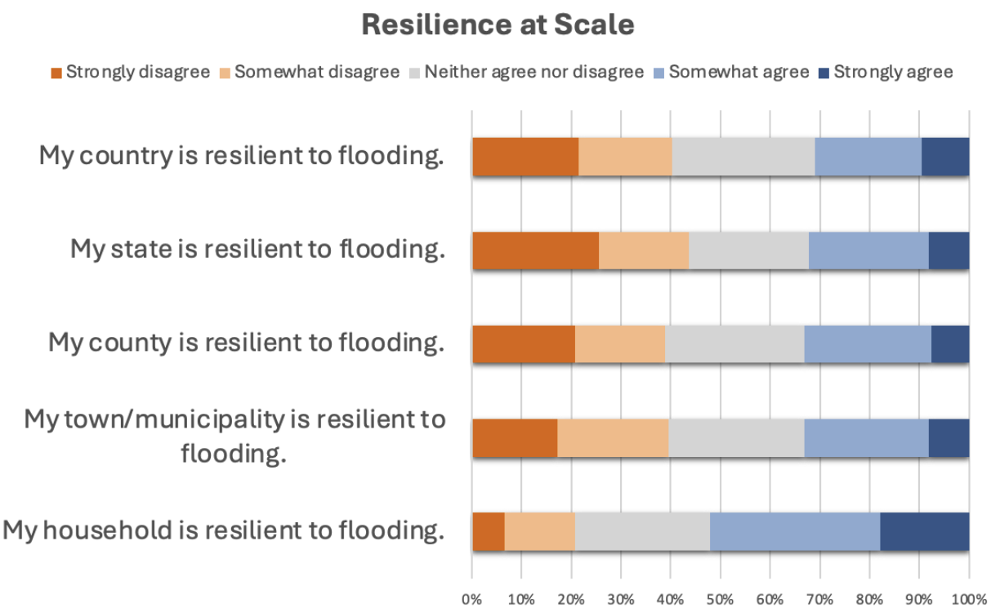 Resilience at Scale
Strongly disagree Somewhat disagree Neither agree nor disagree Somewhat agree Strongly agree
My country is resilient to flooding.
My state is resilient to flooding.
My county is resilient to flooding.
My town/municipality is resilient to
flooding.
My household is resilient to flooding.
0% 10% 20% 30% 40% 50% 60% 70% 80% 90% 100%